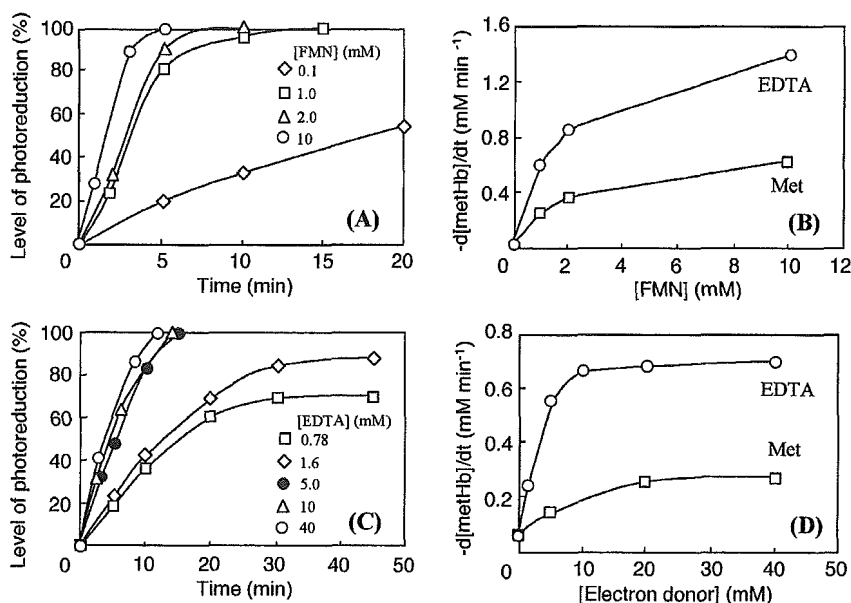 Level of photoreduction (%)
100
80
60
40
20
0
[FMN] (mM)
0.1
1.0
2.0
10
(A)
0 5 10 15 20
Time (min)
-d[metHb]/dt (mM min⁻¹)
1.6
1.2
0.8
0.4
EDTA
Met
(B)
0 2 4 6 8 10 12
[FMN] (mM)
Level of photoreduction (%)
100
80
60
40
20
[EDTA] (mM)
0.78
1.6
5.0
10
40
(C)
0 10 20 30 40 50
Time (min)
-d[metHb]/dt (mM min⁻¹)
0.8
0.6
0.4
0.2
EDTA
Met
(D)
0 10 20 30 40 50
[Electron donor] (mM)